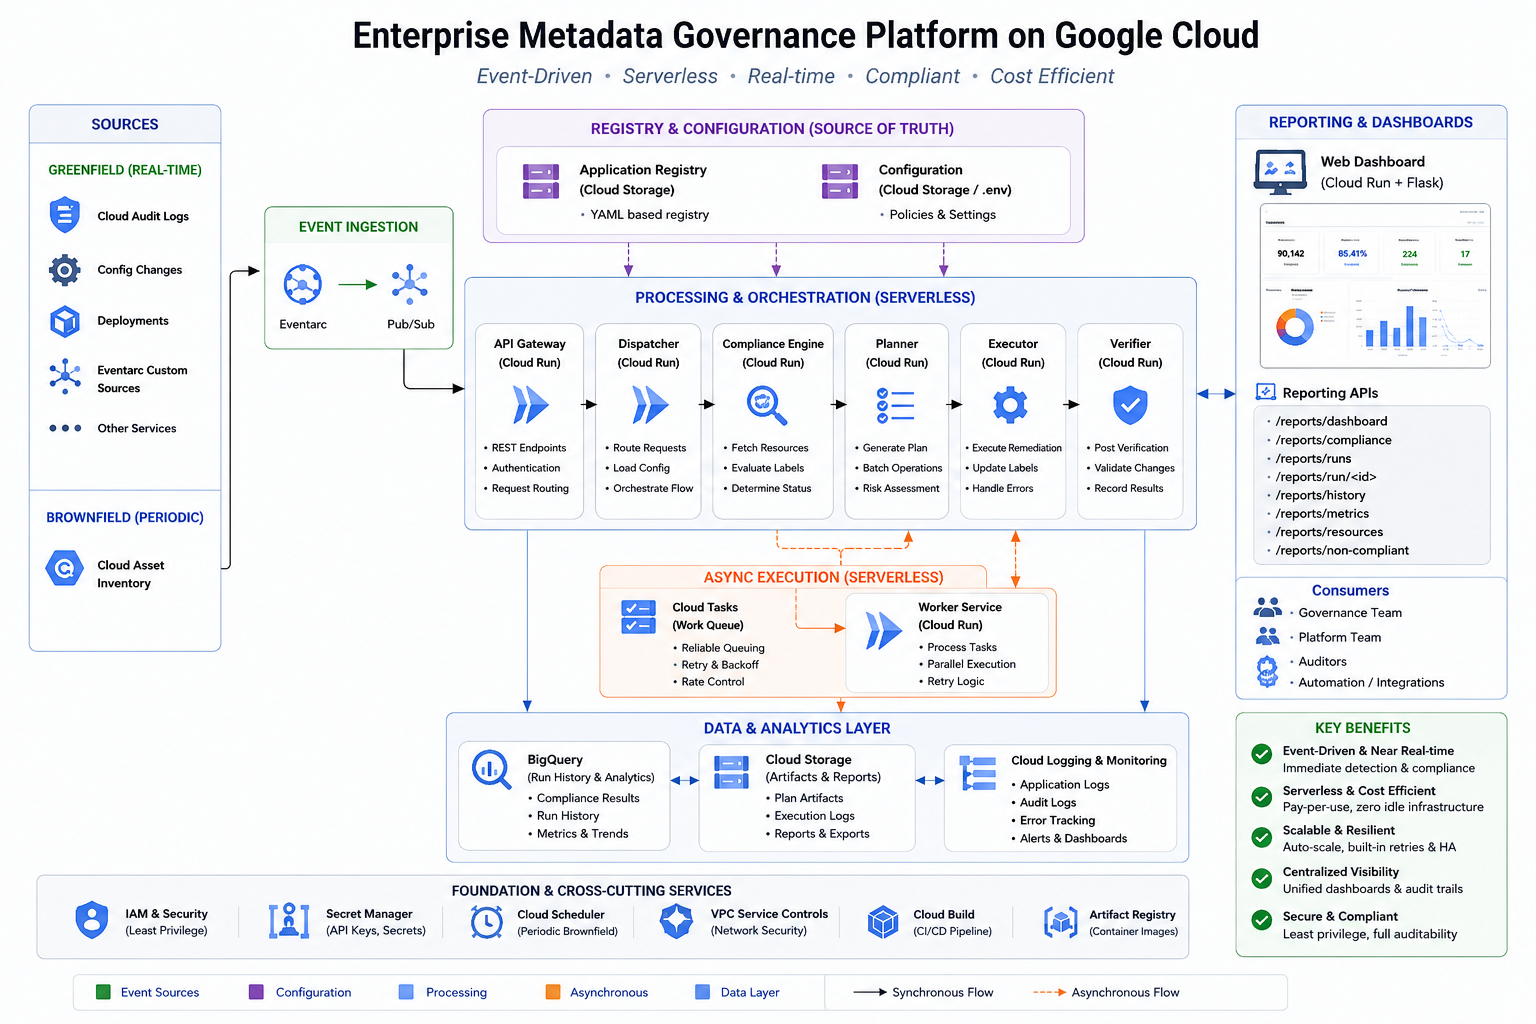 Enterprise Metadata Governance Platform on Google Cloud
Event-Driven • Serverless • Real-time • Compliant • Cost Efficient
SOURCES
GREENFIELD (REAL-TIME)
Cloud Audit Logs
Config Changes
Deployments
Eventarc Custom
Sources
Other Services
BROWNFIELD (PERIODIC)
Cloud Asset
Inventory
EVENT INGESTION
Eventarc
Pub/Sub
REGISTRY & CONFIGURATION (SOURCE OF TRUTH)
Application Registry
(Cloud Storage)
• YAML based registry
Configuration
(Cloud Storage / .env)
• Policies & Settings
PROCESSING & ORCHESTRATION (SERVERLESS)
API Gateway
(Cloud Run)
• REST Endpoints
• Authentication
• Request Routing
Dispatcher
(Cloud Run)
• Route Requests
• Load Config
• Orchestrate Flow
Compliance Engine
(Cloud Run)
• Fetch Resources
• Evaluate Labels
• Determine Status
Planner
(Cloud Run)
• Generate Plan
• Batch Operations
• Risk Assessment
Executor
(Cloud Run)
• Execute Remediation
• Update Labels
• Handle Errors
Verifier
(Cloud Run)
• Post Verification
• Validate Changes
• Record Results
ASYNC EXECUTION (SERVERLESS)
Cloud Tasks
(Work Queue)
• Reliable Queuing
• Retry & Backoff
• Rate Control
Worker Service
(Cloud Run)
• Process Tasks
• Parallel Execution
• Retry Logic
DATA & ANALYTICS LAYER
BigQuery
(Run History & Analytics)
• Compliance Results
• Run History
• Metrics & Trends
Cloud Storage
(Artifacts & Reports)
• Plan Artifacts
• Execution Logs
• Reports & Exports
Cloud Logging & Monitoring
• Application Logs
• Audit Logs
• Error Tracking
• Alerts & Dashboards
REPORTING & DASHBOARDS
Web Dashboard
(Cloud Run + Flask)
90,142
85.41%
224
17
Reporting APIs
• /reports/dashboard
• /reports/compliance
• /reports/runs
• /reports/run/<id>
• /reports/history
• /reports/metrics
• /reports/resources
• /reports/non-compliant
Consumers
• Governance Team
• Platform Team
• Auditors
• Automation / Integrations
KEY BENEFITS
Event-Driven & Near Real-time
Immediate detection & compliance
Serverless & Cost Efficient
Pay-per-use, zero idle infrastructure
Scalable & Resilient
Auto-scale, built-in retries & HA
Centralized Visibility
Unified dashboards & audit trails
Secure & Compliant
Least privilege, full auditability
FOUNDATION & CROSS-CUTTING SERVICES
IAM & Security
(Least Privilege)
Secret Manager
(API Keys, Secrets)
Cloud Scheduler
(Periodic Brownfield)
VPC Service Controls
(Network Security)
Cloud Build
(CI/CD Pipeline)
Artifact Registry
(Container Images)
Event Sources
Configuration
Processing
Asynchronous
Data Layer
Synchronous Flow
Asynchronous Flow